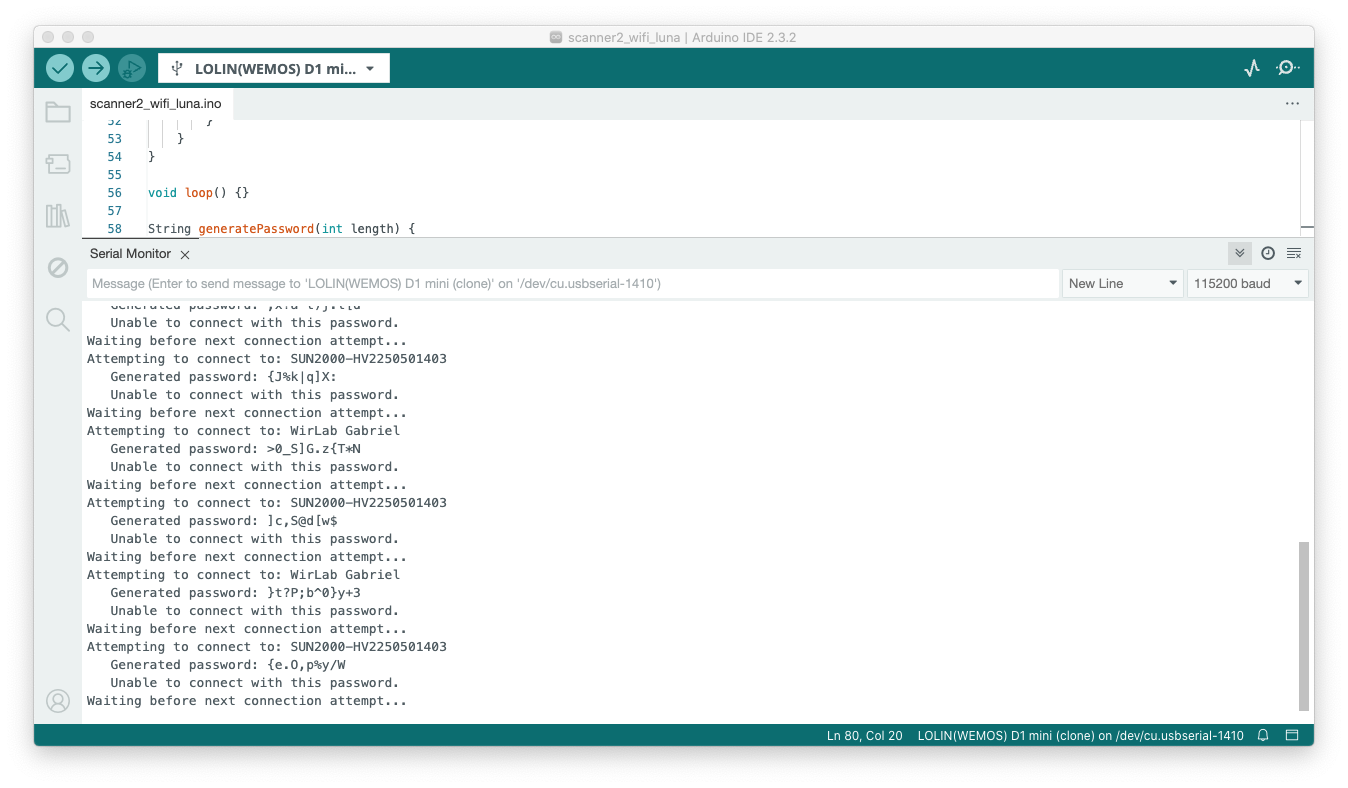 scanner2_wifi_luna | Arduino IDE 2.3.2
LOLIN(WEMOS) D1 mi...
scanner2_wifi_luna.ino
52 }
53 }
54 }
55
56 void loop() {}
57
58 String generatePassword(int length) {
Serial Monitor
Message (Enter to send message to 'LOLIN(WEMOS) D1 mini (clone)' on '/dev/cu.usbserial-1410')
New Line
115200 baud
Generated password:
Unable to connect with this password.
Waiting before next connection attempt...
Attempting to connect to: SUN2000-HV2250501403
Generated password: {J%k|q]X:
Unable to connect with this password.
Waiting before next connection attempt...
Attempting to connect to: WirLab Gabriel
Generated password: >0_S]G.z{T*N
Unable to connect with this password.
Waiting before next connection attempt...
Attempting to connect to: SUN2000-HV2250501403
Generated password: ]c,S@d[w$
Unable to connect with this password.
Waiting before next connection attempt...
Attempting to connect to: WirLab Gabriel
Generated password: }t?P;b^0}y+3
Unable to connect with this password.
Waiting before next connection attempt...
Attempting to connect to: SUN2000-HV2250501403
Generated password: {e.O,p%y/W
Unable to connect with this password.
Waiting before next connection attempt...
Ln 80, Col 20
LOLIN(WEMOS) D1 mini (clone) on /dev/cu.usbserial-1410